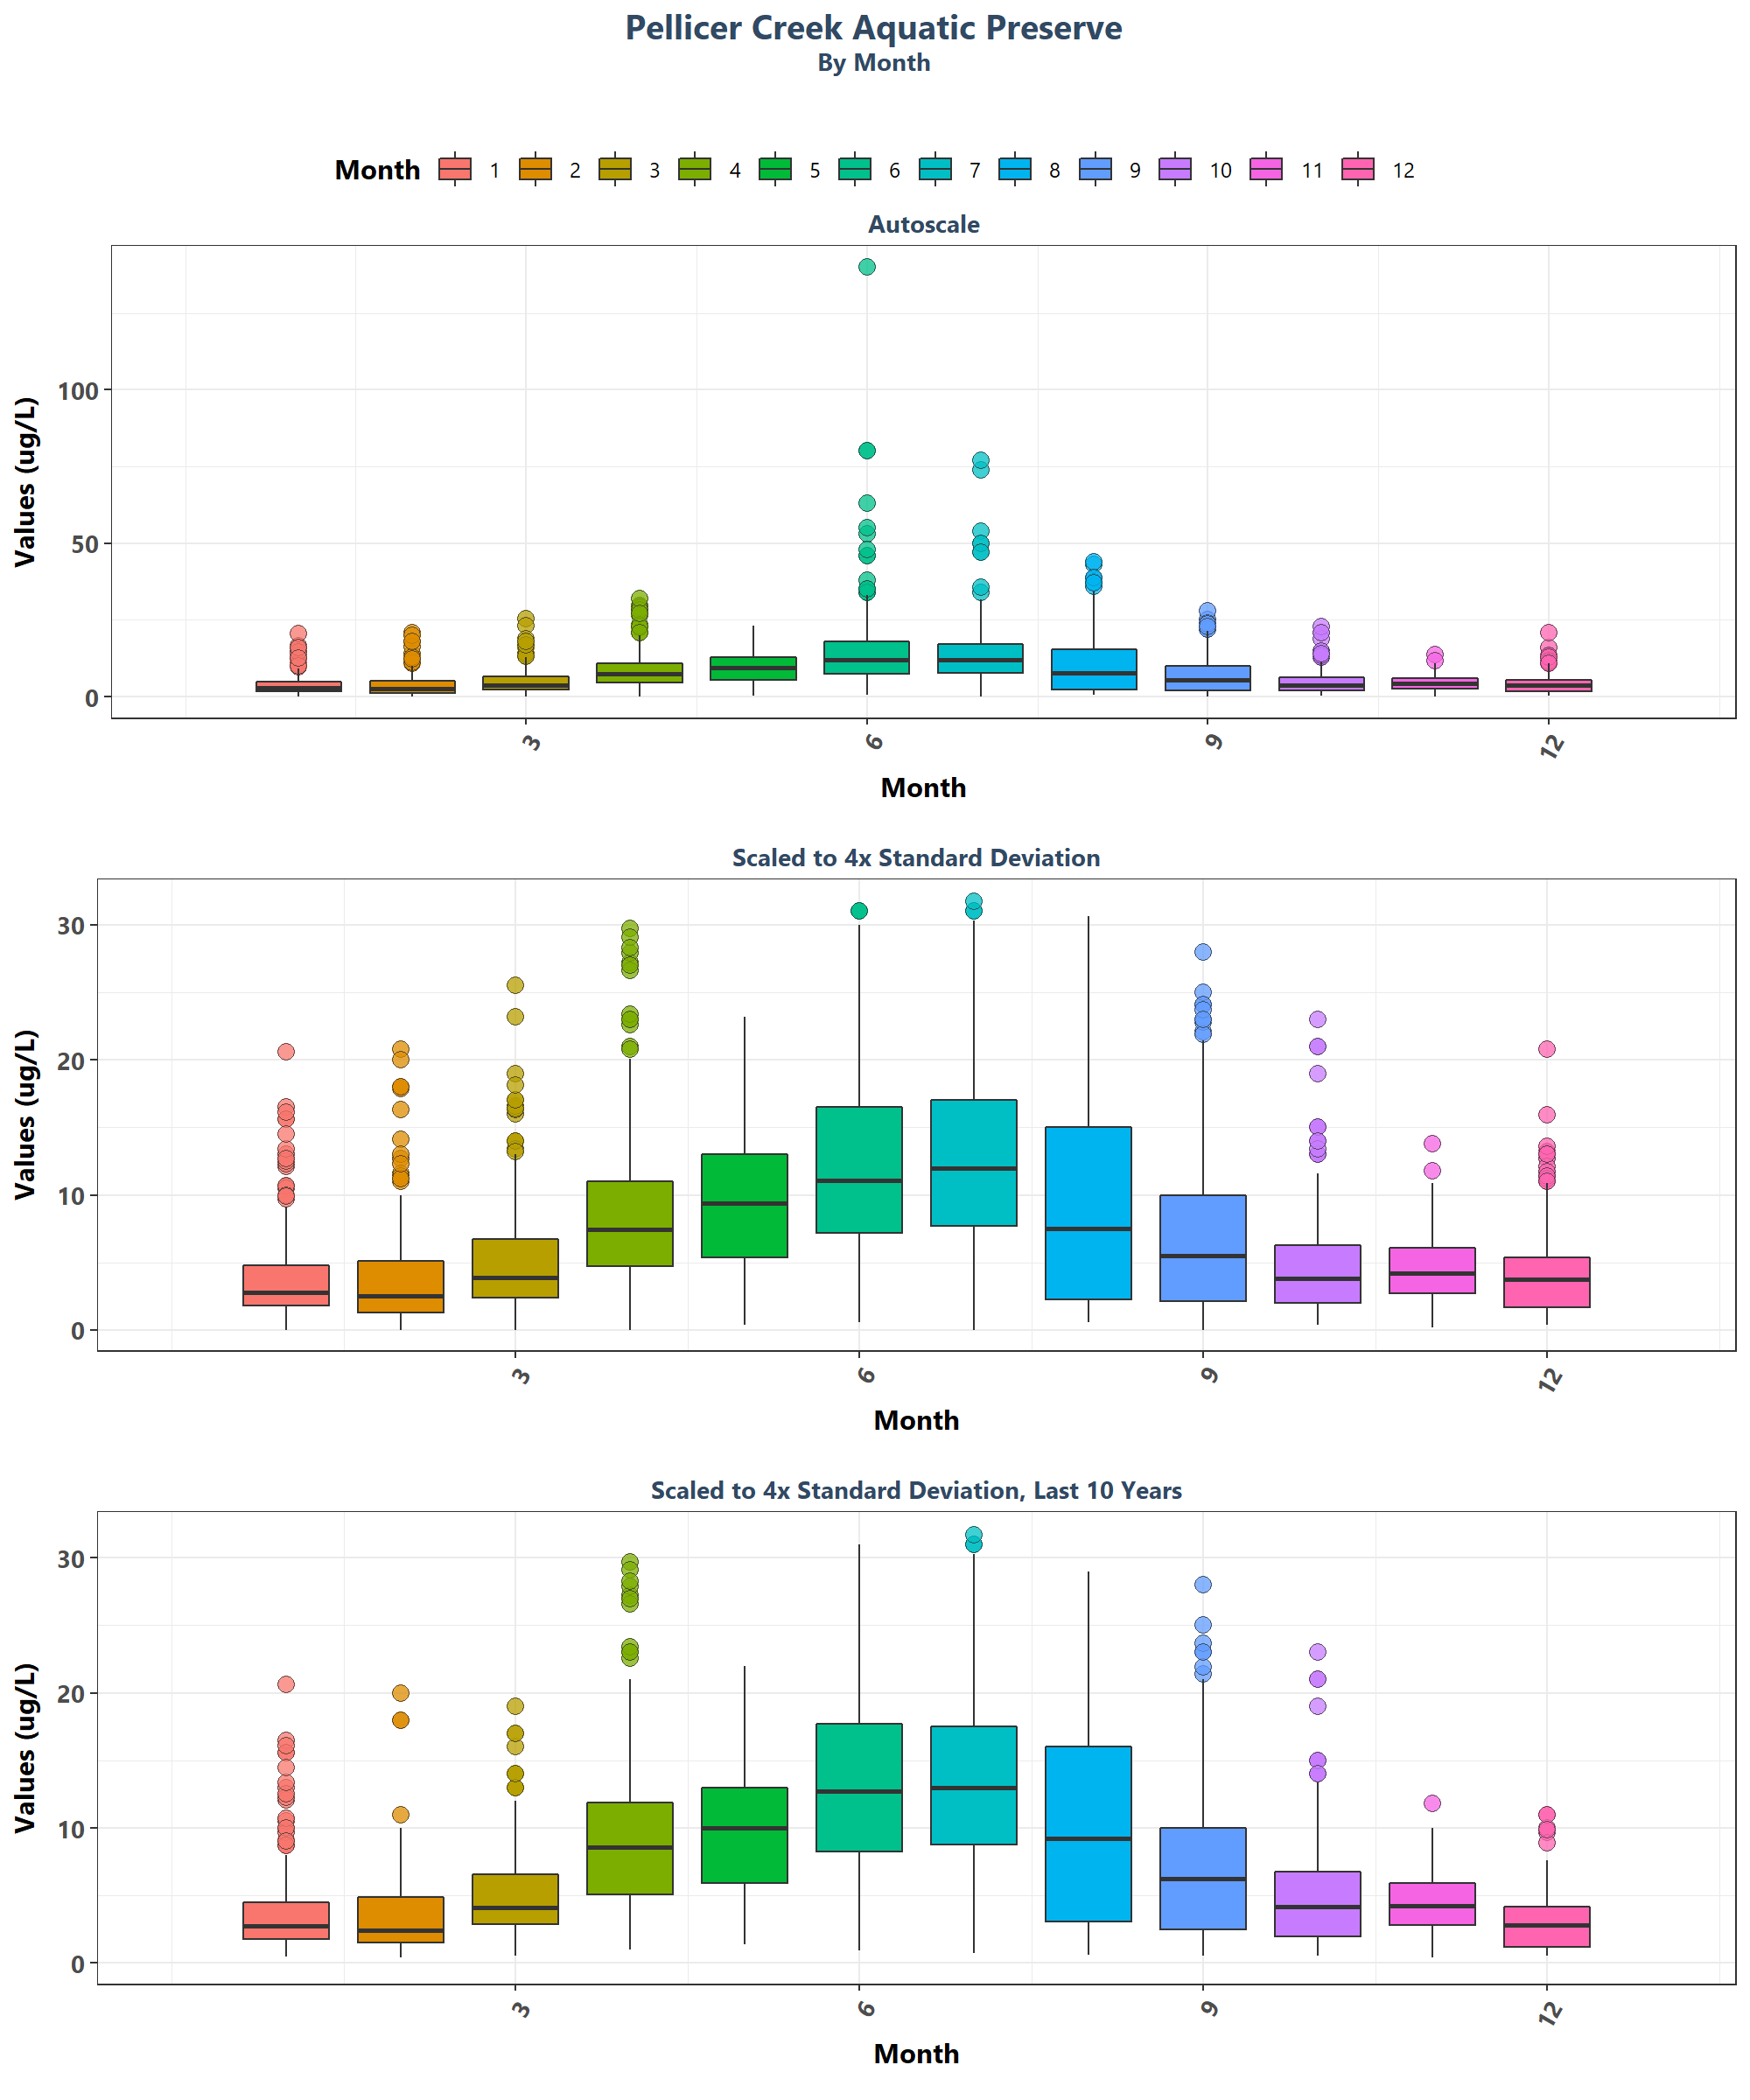 Pellicer Creek Aquatic Preserve
By Month
Month 1 2 3 4 5 6 7 8 9 10 11 12
Autoscale
Values (ug/L)
100
50
0
3 6 9 12
Month
Scaled to 4x Standard Deviation
Values (ug/L)
30
20
10
0
3 6 9 12
Month
Scaled to 4x Standard Deviation, Last 10 Years
Values (ug/L)
30
20
10
0
3 6 9 12
Month